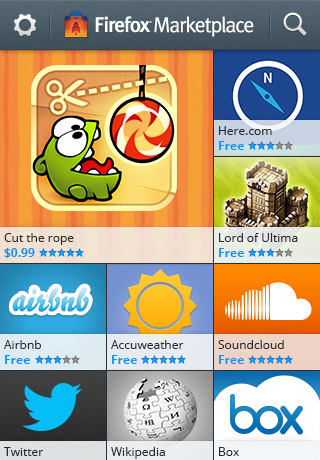 Firefox Marketplace
Here.com
Free
Cut the rope
$0.99
Lord of Ultima
Free
airbnb
Airbnb
Free
Accuweather
Free
Soundcloud
Free
Twitter
Wikipedia
box
Box